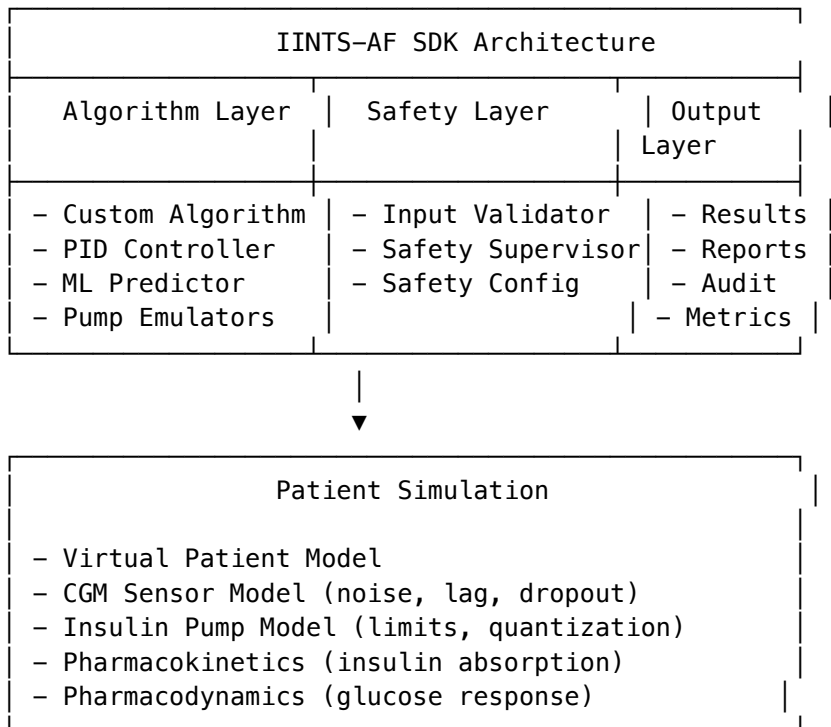 IINTS-AF SDK Architecture
Algorithm Layer | Safety Layer | Output
Layer
- Custom Algorithm | - Input Validator | - Results
- PID Controller | - Safety Supervisor | - Reports
- ML Predictor | - Safety Config | - Audit
- Pump Emulators | | - Metrics
▼
Patient Simulation
- Virtual Patient Model
- CGM Sensor Model (noise, lag, dropout)
- Insulin Pump Model (limits, quantization)
- Pharmacokinetics (insulin absorption)
- Pharmacodynamics (glucose response)